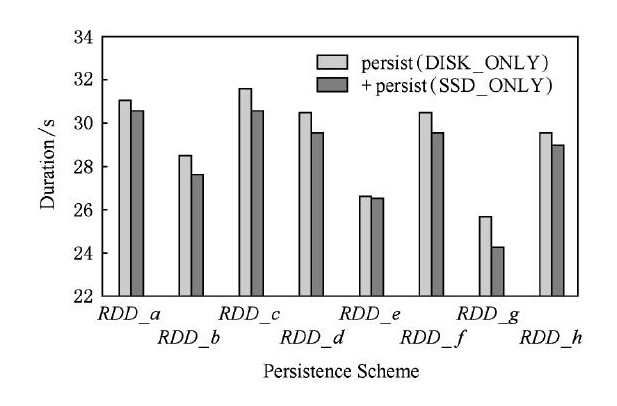 34
32
30
28
26
24
22
Duration/s
persist(DISK_ONLY)
+persist(SSD_ONLY)
RDD_a RDD_c RDD_e RDD_g
RDD_b RDD_d RDD_f RDD_h
Persistence Scheme